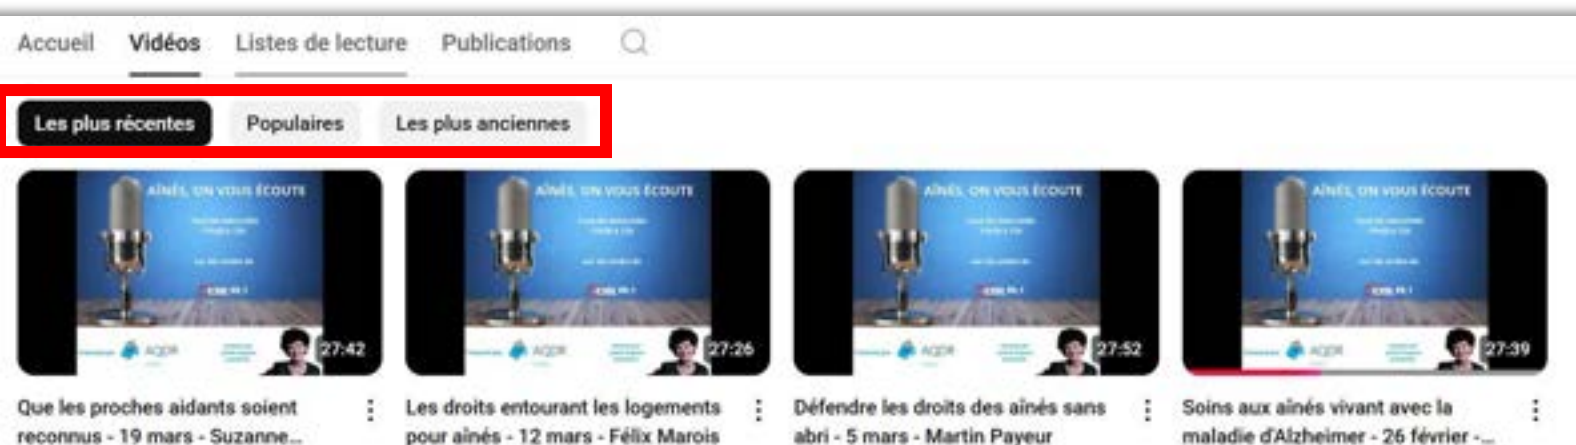 Accueil Vidéos Listes de lecture Publications
Les plus récentes Populaires Les plus anciennes
AÎNÉS, ON VOUS ÉCOUTE
AQDR
27:42
AÎNÉS, ON VOUS ÉCOUTE
AQDR
27:26
AÎNÉS, ON VOUS ÉCOUTE
AQDR
27:52
AÎNÉS, ON VOUS ÉCOUTE
AQDR
27:39
Que les proches aidants soient
reconnus - 19 mars - Suzanne...
Les droits entourant les logements
pour aînés - 12 mars - Félix Marois
Défendre les droits des aînés sans
abri - 5 mars - Martin Payeur
Soins aux aînés vivant avec la
maladie d'Alzheimer - 26 février -...